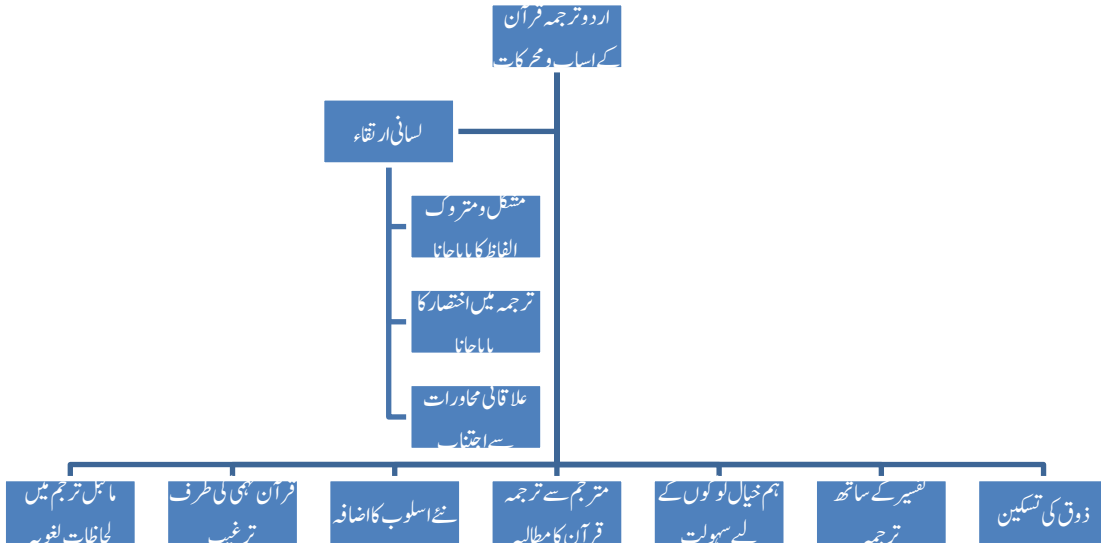 اردو ترجمہ قرآن
کے اسباب و محرکات
لسانی ارتقاء
مشکل و متروک
الفاظ کا پایا جانا
ترجمہ میں اختصار کا
پایا جانا
علاقائی محاورات
سے اجتناب
ذوق کی تسکین
تفسیر کے ساتھ
ترجمہ
ہم خیال لوگوں کے
لیے سہولت
مترجم سے ترجمہ
قرآن کا مطالبہ
نئے اسلوب کا اضافہ
قرآن فہمی کی طرف
ترغیب
ماقبل ترجم میں
لحاظات لغویہ